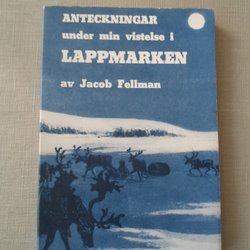 ANTECKNINGAR
under min vistelse i
LAPPMARKEN
av Jacob Fellman